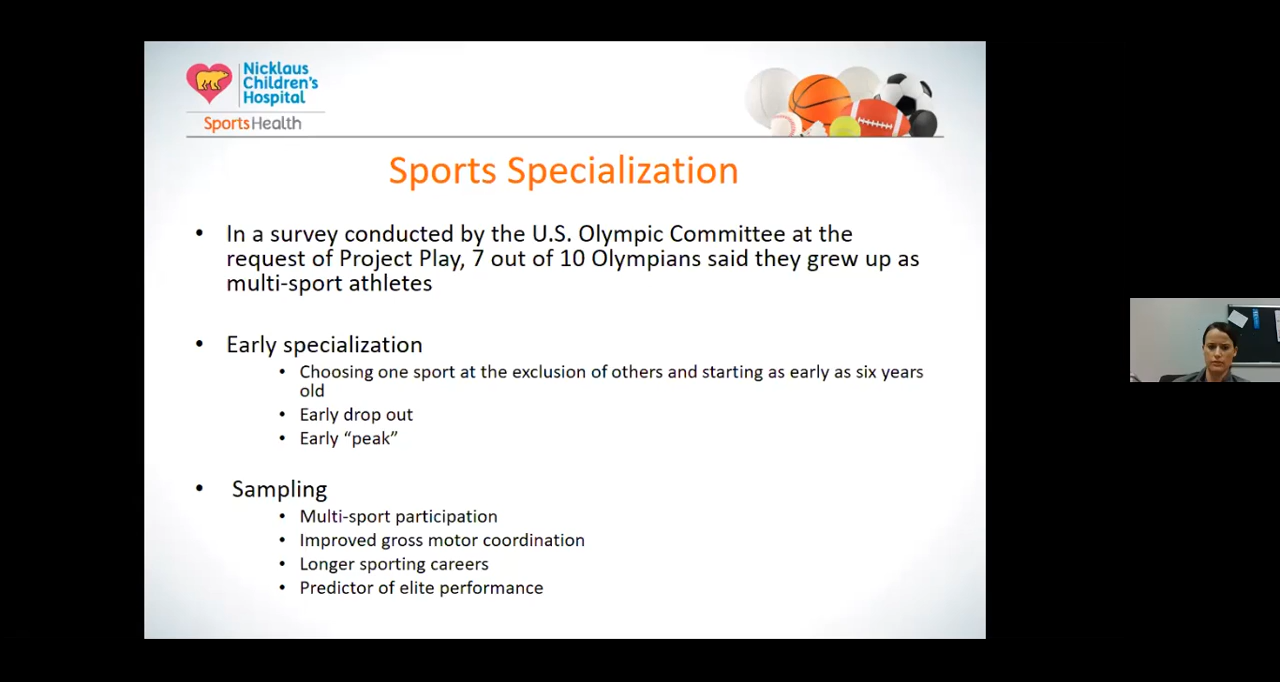 Nicklaus
Children's
Hospital
SportsHealth
Sports Specialization
• In a survey conducted by the U.S. Olympic Committee at the
request of Project Play, 7 out of 10 Olympians said they grew up as
multi-sport athletes
• Early specialization
• Choosing one sport at the exclusion of others and starting as early as six years
old
• Early drop out
• Early “peak”
• Sampling
• Multi-sport participation
• Improved gross motor coordination
• Longer sporting careers
• Predictor of elite performance